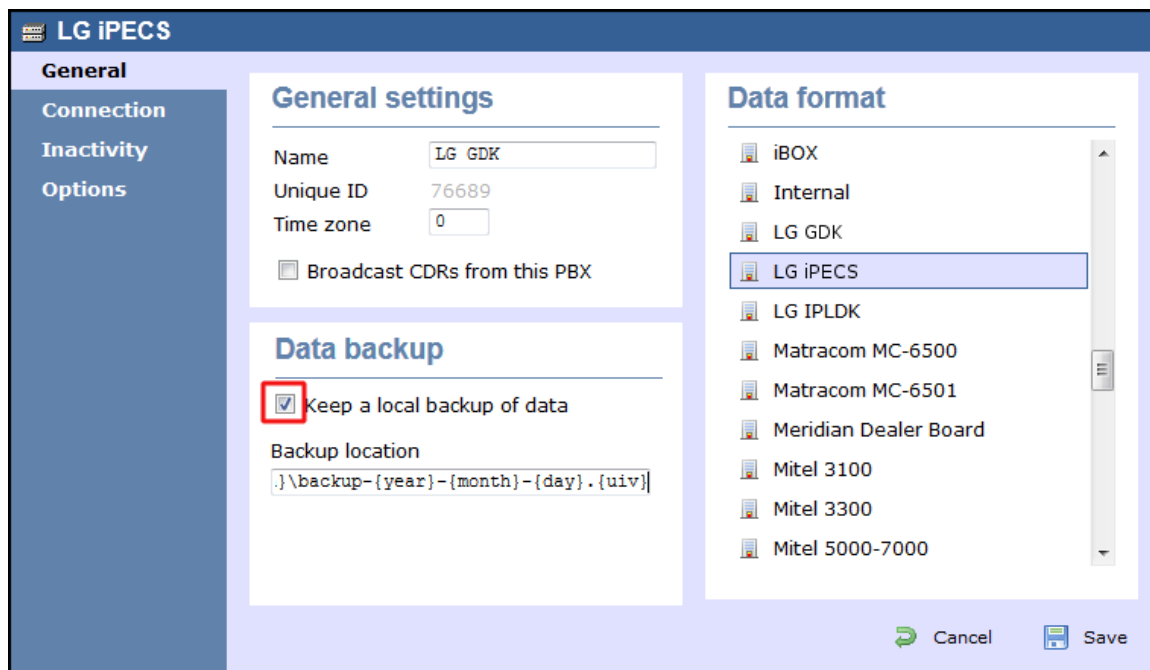 LG iPECS
General
Connection
Inactivity
Options
General settings
Name LG GDK
Unique ID 76689
Time zone 0
Broadcast CDRs from this PBX
Data backup
Keep a local backup of data
Backup location
.}\backup-{year}-{month}-{day}.{uiv}
Data format
iBOX
Internal
LG GDK
LG iPECS
LG IPLDK
Matracom MC-6500
Matracom MC-6501
Meridian Dealer Board
Mitel 3100
Mitel 3300
Mitel 5000-7000
Cancel
Save